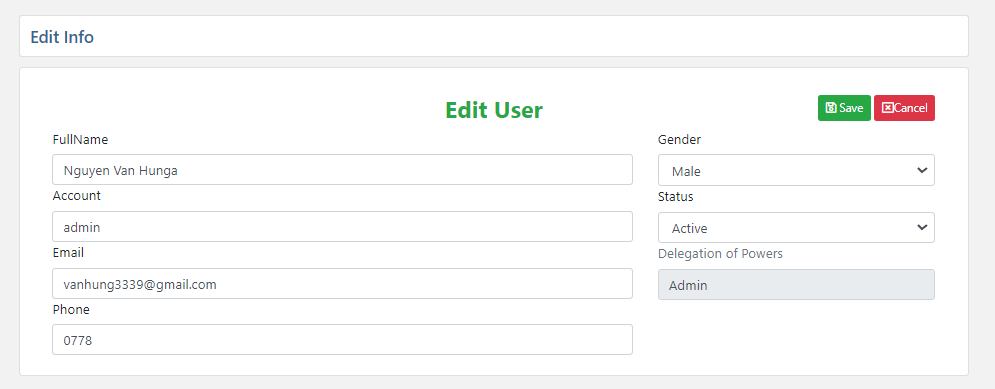 Edit Info
Edit User
Save
Cancel
FullName
Nguyen Van Hunga
Account
admin
Email
vanhung3339@gmail.com
Phone
0778
Gender
Male
Status
Active
Delegation of Powers
Admin